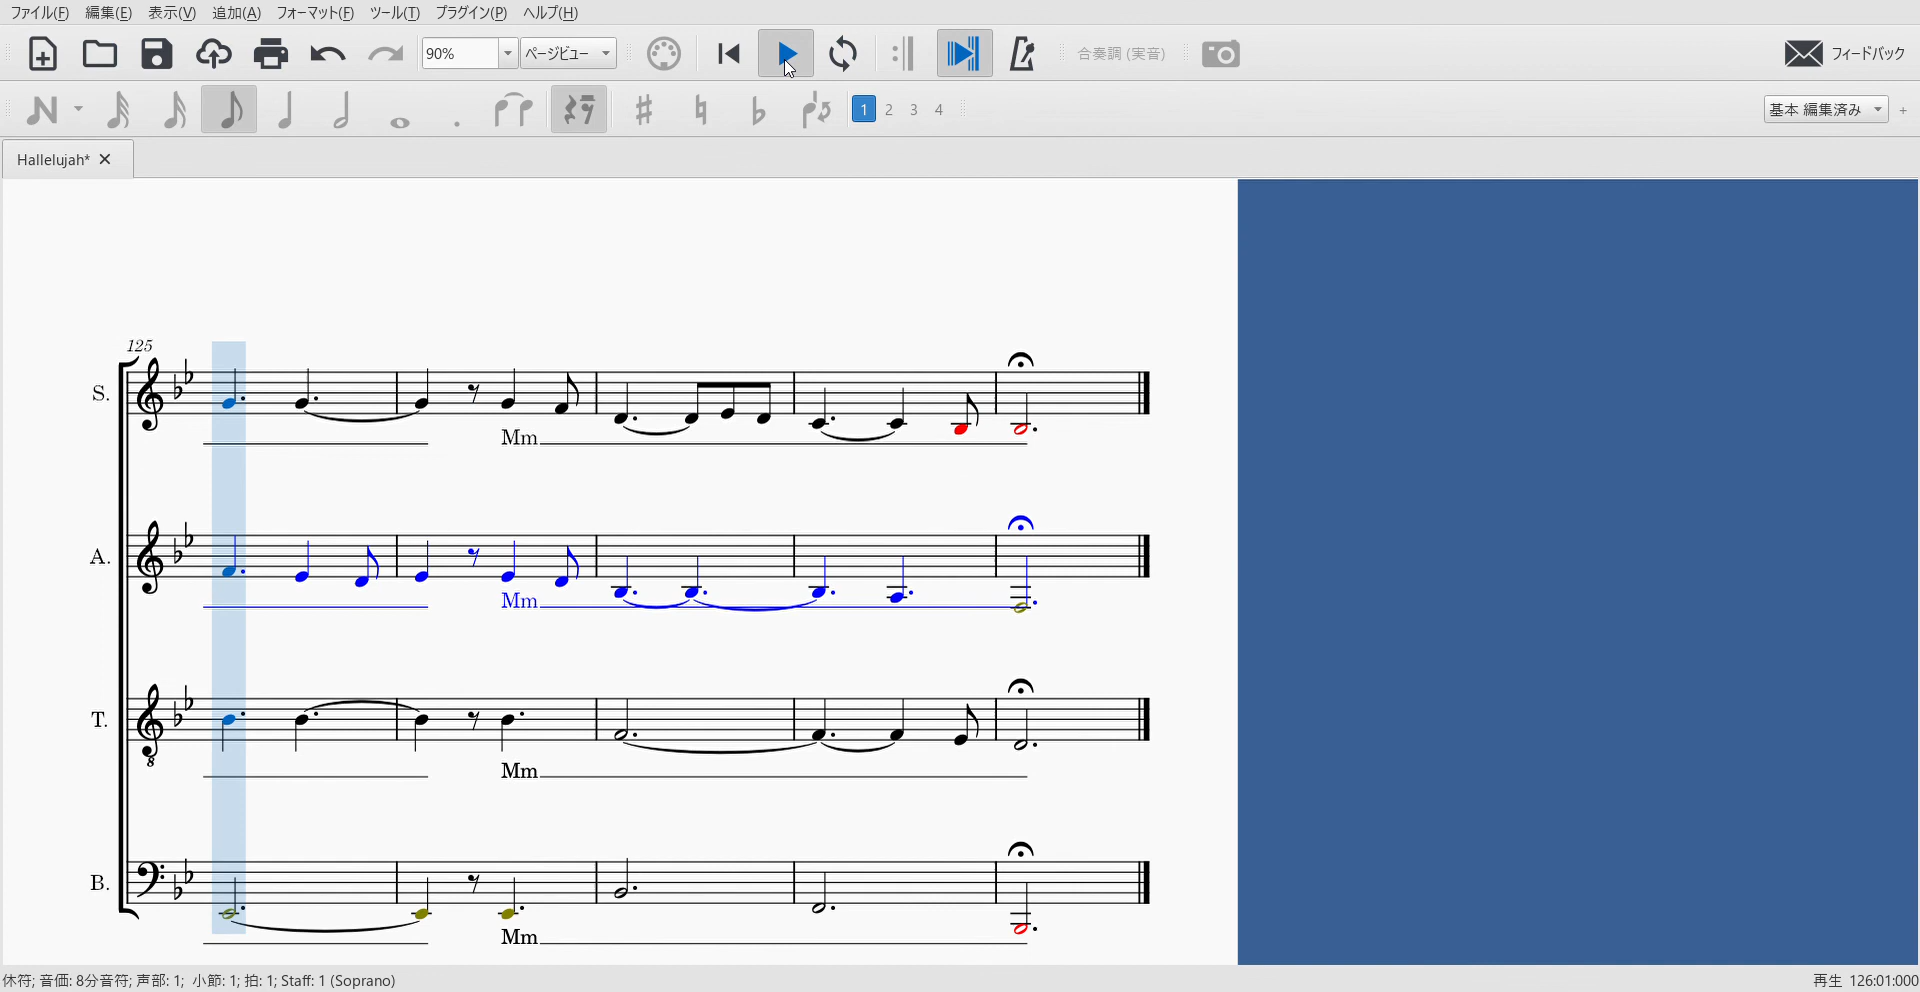 ファイル(F) 編集(E) 表示(V) 追加(A) フォーマット(F) ツール(T) プラグイン(P) ヘルプ(H)
90% ページビュー 合奏調 (実音) フィードバック
1 2 3 4 基本 編集済み +
Hallelujah*
125
S.
Mm
A.
Mm
T.
8
Mm
B.
Mm
休符; 音価: 8分音符; 声部: 1; 小節: 1; 拍: 1; Staff: 1 (Soprano) 再生 126:01:000